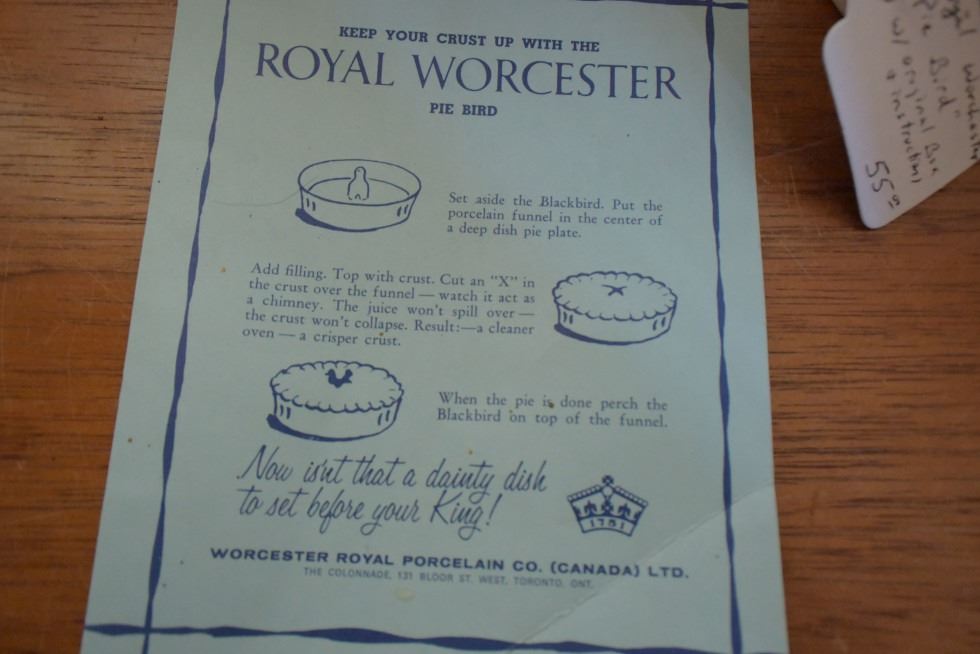 KEEP YOUR CRUST UP WITH THE
ROYAL WORCESTER
PIE BIRD
Set aside the Blackbird. Put the
porcelain funnel in the center of
a deep dish pie plate.
Add filling. Top with crust. Cut an "X" in
the crust over the funnel — watch it act as
a chimney. The juice won't spill over —
the crust won't collapse. Result:—a cleaner
oven — a crisper crust.
When the pie is done perch the
Blackbird on top of the funnel.
Now isn't that a dainty dish
to set before your King!
1751
WORCESTER ROYAL PORCELAIN CO. (CANADA) LTD.
THE COLONNADE, 131 BLOOR ST. WEST, TORONTO, ONT.
Pie Bird"
w/ original Box
+ instructions
55